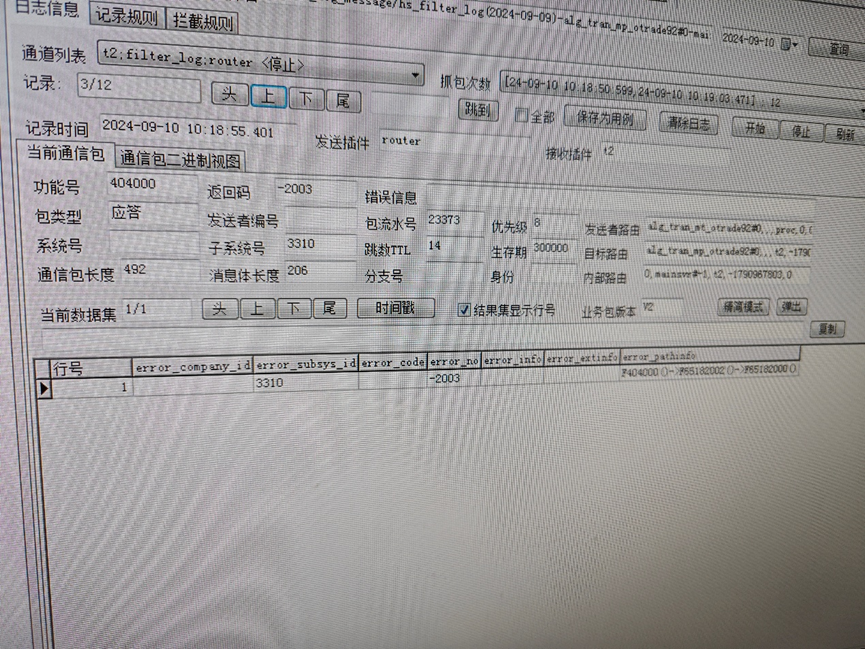 日志信息 记录规则 拦截规则
_message/hs_filter_log(2024-09-09)-alg_tran_mp_otrade92#0-mai 2024-09-10 查询
通道列表 t2;filter_log;router <停止> 抓包次数 [24-09-10 10:18:50.599,24-09-10 10:19:03.471] : 12
记录: 3/12 头 上 下 尾 跳到 全部 保存为用例 清除日志 开始 停止 刷新
记录时间 2024-09-10 10:18:55.401 发送插件 router 接收插件 t2
当前通信包 通信包二进制视图
功能号 404000 返回码 -2003 错误信息
包类型 应答 发送者编号 包流水号 23373 优先级 8 发送者路由 alg_tran_mt_otrade92#0,,,proc,0,
系统号 子系统号 3310 跳数TTL 14 生存期 300000 目标路由 alg_tran_mp_otrade92#0,,,t2,-1790
通信包长度 492 消息体长度 206 分支号 身份 内部路由 0,mainsvr#-1,t2,-1790967803,0
当前数据集 1/1 头 上 下 尾 时间戳 结果集显示行号 业务包版本 V2 精简模式 弹出
复制
行号 error_company_id error_subsys_id error_code error_no error_info error_extinfo error_pathinfo
1 3310 -2003 F404000()->F65182002()->F65182000()